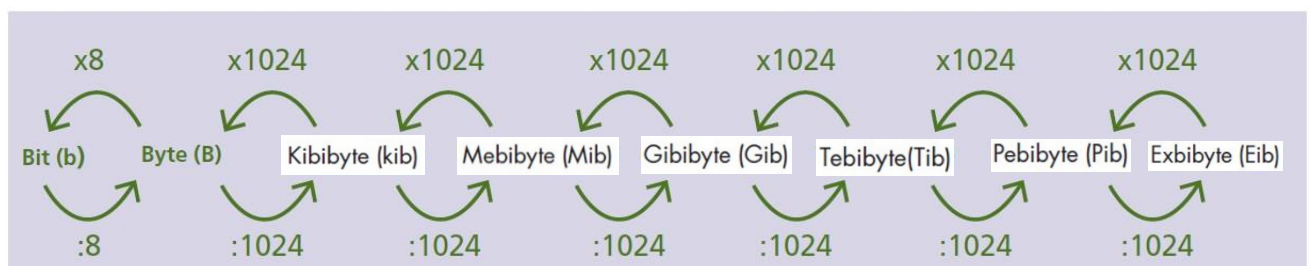 x8 x1024 x1024 x1024 x1024 x1024 x1024
Bit (b) Byte (B) Kibibyte (kib) Mebibyte (Mib) Gibibyte (Gib) Tebibyte(Tib) Pebibyte (Pib) Exbibyte (Eib)
:8 :1024 :1024 :1024 :1024 :1024 :1024